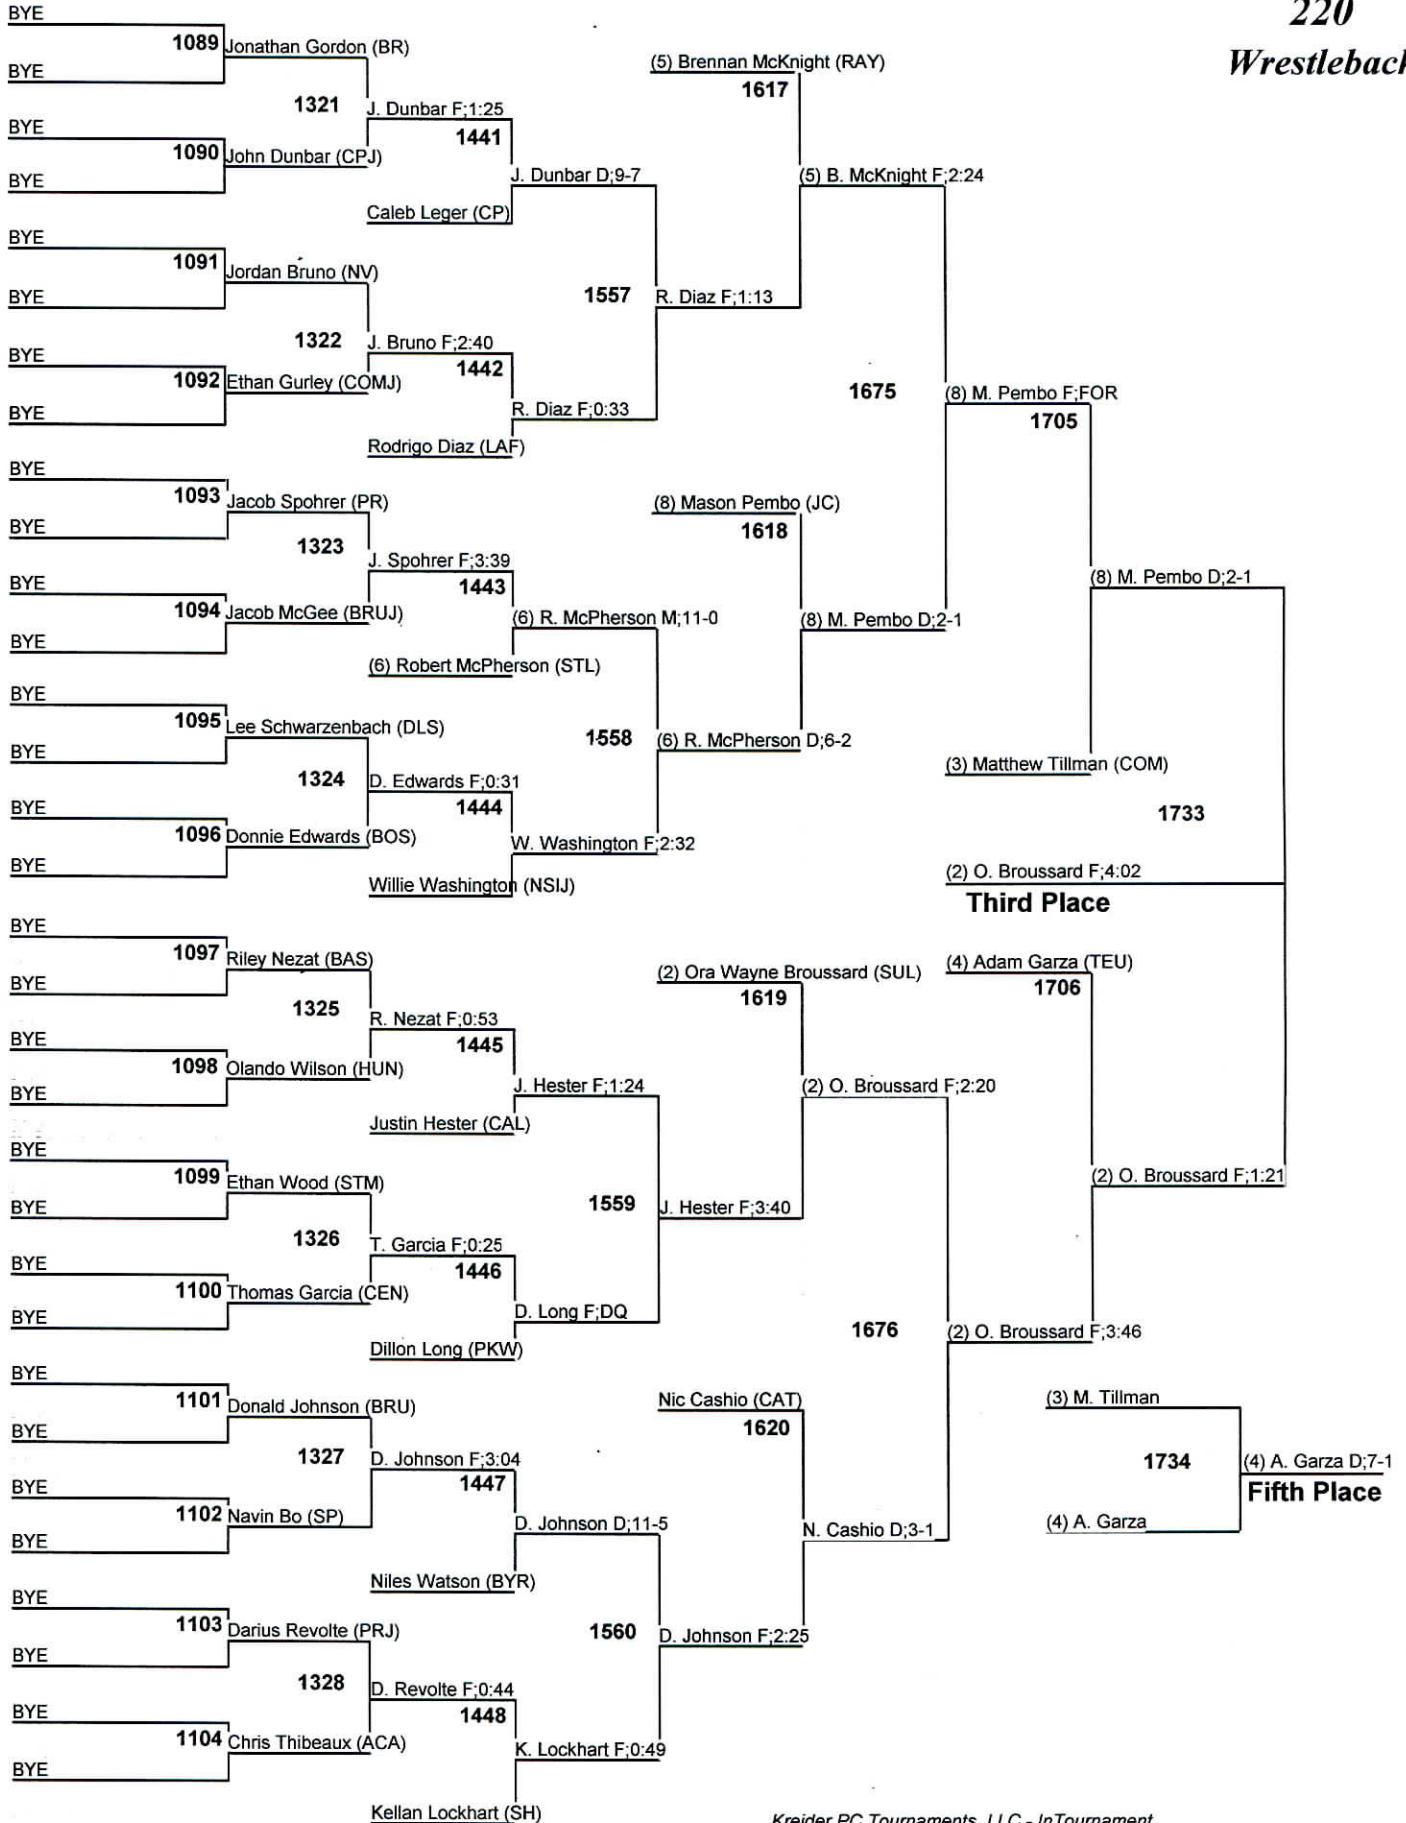 220
Wrestleback
BYE
1089 Jonathan Gordon (BR)
BYE
1321 J. Dunbar F;1:25
BYE
1090 John Dunbar (CPJ)
BYE
1441 J. Dunbar D;9-7
Caleb Leger (CP)
(5) Brennan McKnight (RAY)
1617 (5) B. McKnight F;2:24
BYE
1091 Jordan Bruno (NV)
BYE
1322 J. Bruno F;2:40
BYE
1092 Ethan Gurley (COMJ)
BYE
1442 R. Diaz F;0:33
Rodrigo Diaz (LAF)
1557 R. Diaz F;1:13
1675 (8) M. Pembo F;FOR
1705
BYE
1093 Jacob Spohrer (PR)
BYE
1323 J. Spohrer F;3:39
BYE
1094 Jacob McGee (BRUJ)
BYE
1443 (6) R. McPherson M;11-0
(6) Robert McPherson (STL)
(8) Mason Pembo (JC)
1618 (8) M. Pembo D;2-1
(8) M. Pembo D;2-1
BYE
1095 Lee Schwarzenbach (DLS)
BYE
1324 D. Edwards F;0:31
BYE
1096 Donnie Edwards (BOS)
BYE
1444 W. Washington F;2:32
Willie Washington (NSIJ)
1558 (6) R. McPherson D;6-2
(3) Matthew Tillman (COM)
1733
(2) O. Broussard F;4:02
Third Place
BYE
1097 Riley Nezat (BAS)
BYE
1325 R. Nezat F;0:53
BYE
1098 Olando Wilson (HUN)
BYE
1445 J. Hester F;1:24
Justin Hester (CAL)
(2) Ora Wayne Broussard (SUL)
1619 (2) O. Broussard F;2:20
(4) Adam Garza (TEU)
1706 (2) O. Broussard F;1:21
BYE
1099 Ethan Wood (STM)
BYE
1326 T. Garcia F;0:25
BYE
1100 Thomas Garcia (CEN)
BYE
1446 D. Long F;DQ
Dillon Long (PKW)
1559 J. Hester F;3:40
1676 (2) O. Broussard F;3:46
BYE
1101 Donald Johnson (BRU)
BYE
1327 D. Johnson F;3:04
BYE
1102 Navin Bo (SP)
BYE
1447 D. Johnson D;11-5
Niles Watson (BYR)
Nic Cashio (CAT)
1620 N. Cashio D;3-1
(3) M. Tillman
1734 (4) A. Garza D;7-1
Fifth Place
(4) A. Garza
BYE
1103 Darius Revolte (PRJ)
BYE
1328 D. Revolte F;0:44
BYE
1104 Chris Thibeaux (ACA)
BYE
1448 K. Lockhart F;0:49
Kellan Lockhart (SH)
1560 D. Johnson F;2:25
Kreider PC Tournaments, LLC - InTournament